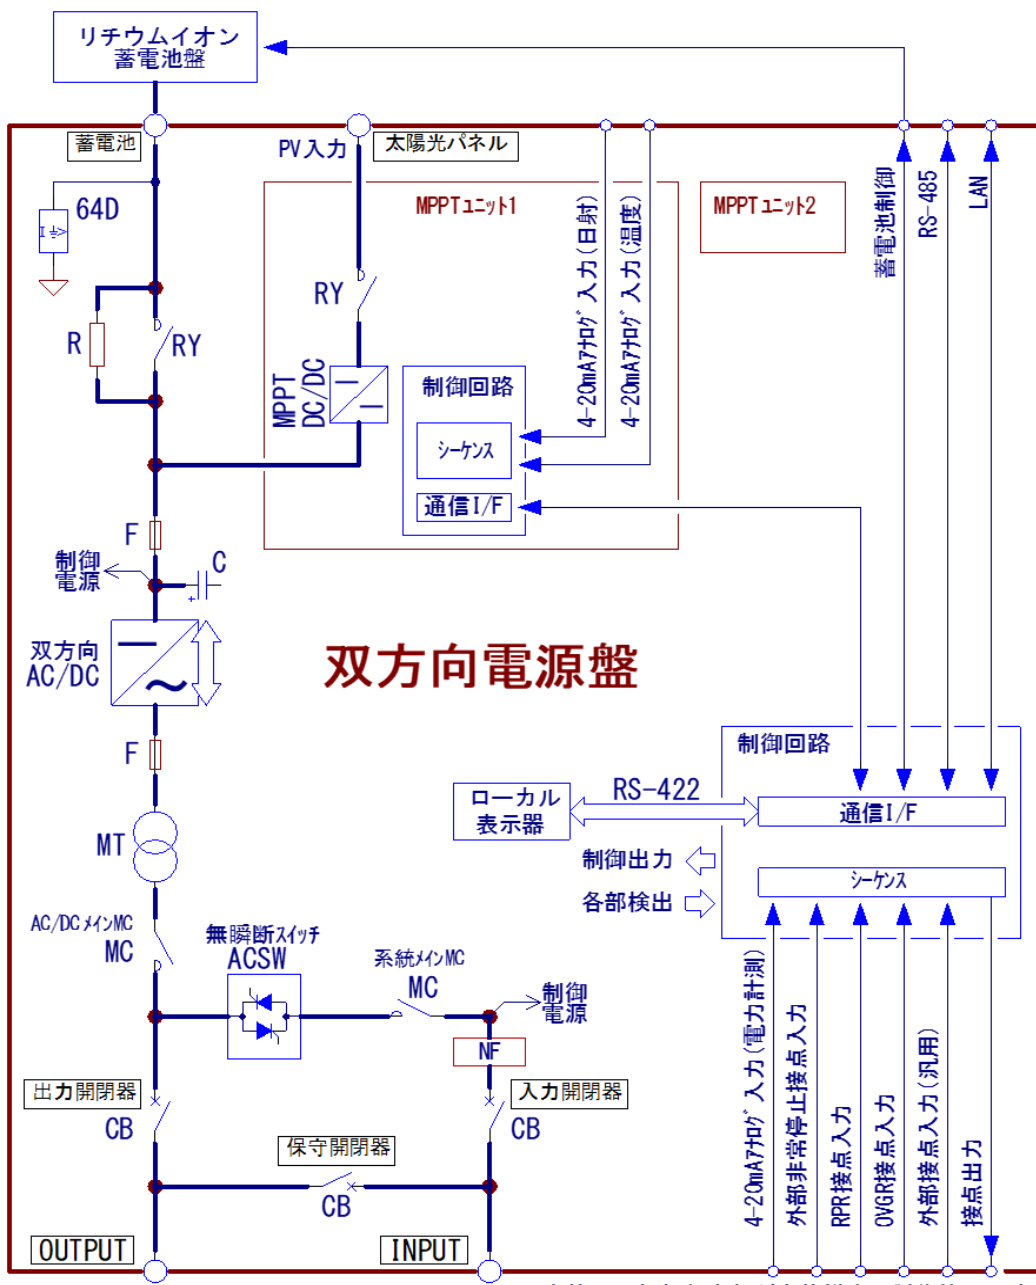 リチウムイオン
蓄電池盤
蓄電池
PV入力
太陽光パネル
64D
MPPTユニット1
MPPTユニット2
4-20mAアナログ入力(日射)
4-20mAアナログ入力(温度)
蓄電池制御
RS-485
LAN
R
RY
RY
MPPT
DC/DC
制御回路
シーケンス
通信I/F
F
制御
電源
C
双方向
AC/DC
双方向電源盤
F
制御回路
ローカル
表示器
RS-422
通信I/F
MT
制御出力
各部検出
シーケンス
AC/DCメインMC
MC
無瞬断スイッチ
ACSW
系統メインMC
MC
制御
電源
NF
出力開閉器
CB
入力開閉器
CB
保守開閉器
CB
4-20mAアナログ入力(電力計測)
外部非常停止接点入力
RPR接点入力
OVGR接点入力
外部接点入力(汎用)
接点出力
OUTPUT
INPUT